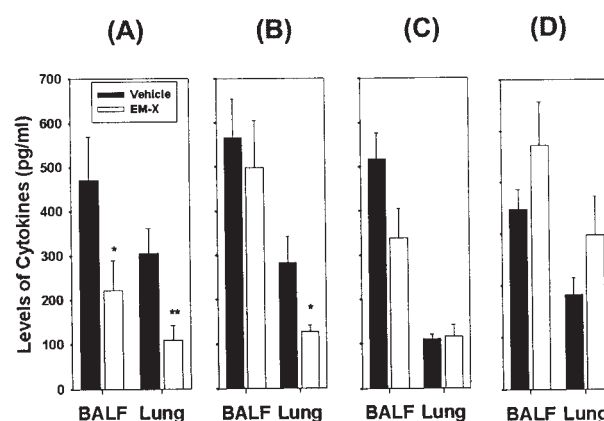 (A) (B) (C) (D)
Levels of Cytokines (pg/ml)
700
600
500
400
300
200
100
0
Vehicle
EM-X
*
**
*
BALF Lung BALF Lung BALF Lung BALF Lung